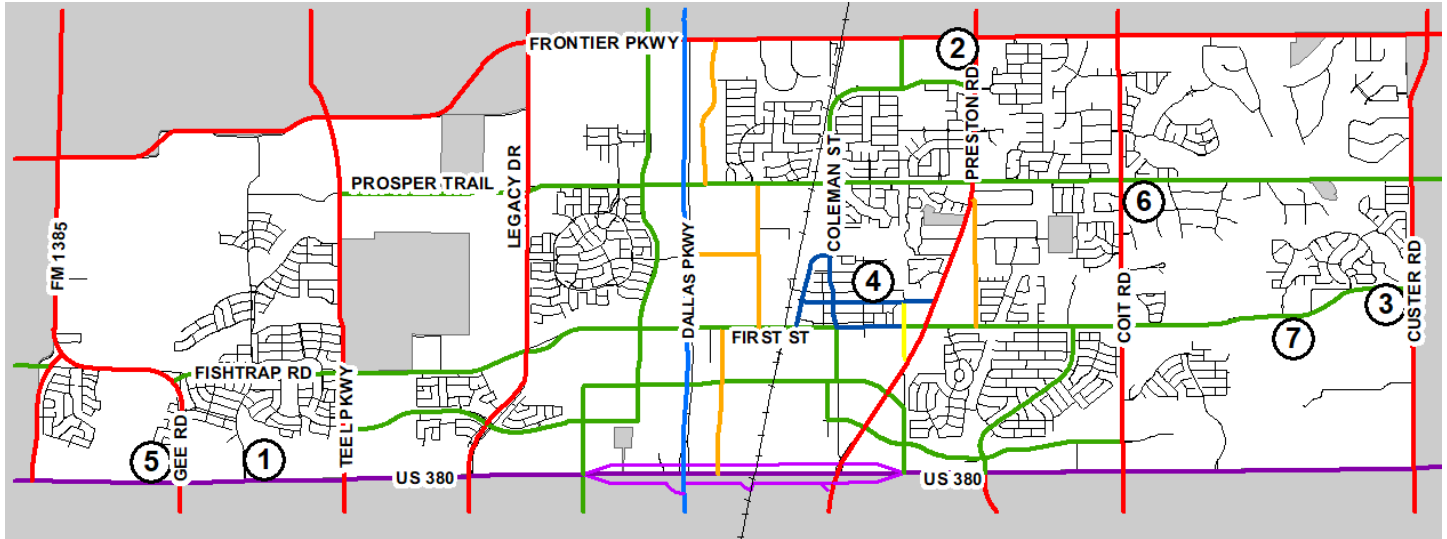 FRONTIER PKWY
2
PRESTON RD
COLEMAN ST
LEGACY DR
PROSPER TRAIL
6
FM 1385
DALLAS PKWY
4
COIT RD
CUSTER RD
3
FIRST ST
7
FISHTRAP RD
TEEL PKWY
GEE RD
5
1
US 380
US 380